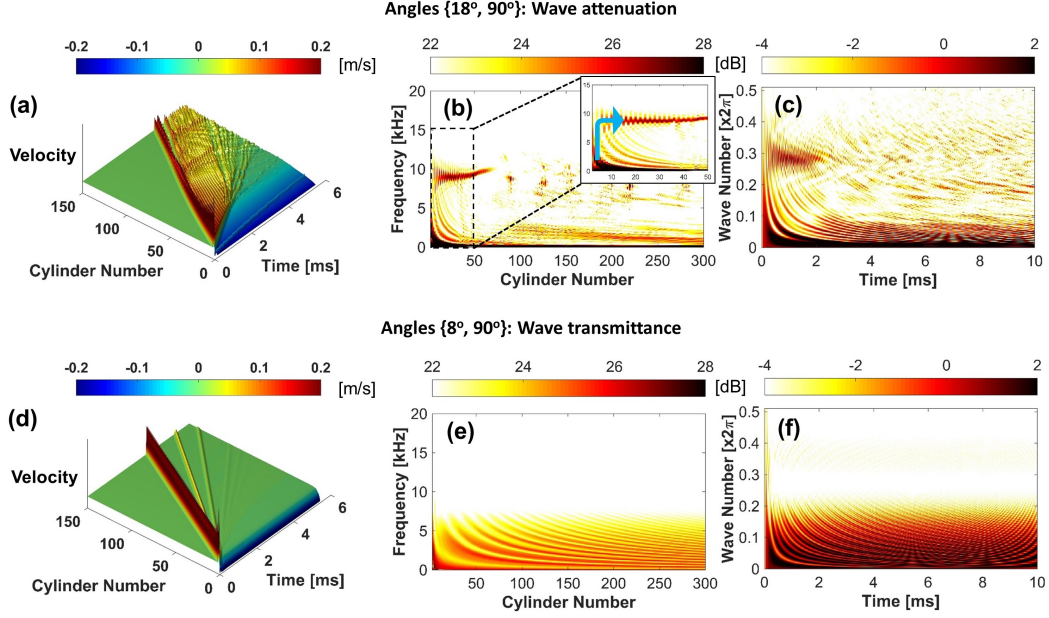 Angles {18°, 90°}: Wave attenuation
-0.2 -0.1 0 0.1 0.2
[m/s]
22 24 26 28
[dB]
-4 -2 0 2
(a)
Velocity
150 100 50 0
Cylinder Number
0 2 4 6
Time [ms]
(b)
Frequency [kHz]
20 15 10 5 0
50 100 150 200 250 300
Cylinder Number
15 10 5 0
10 20 30 40 50
(c)
Wave Number [x2π]
0.5 0.4 0.3 0.2 0.1 0
0 2 4 6 8 10
Time [ms]
Angles {8°, 90°}: Wave transmittance
-0.2 -0.1 0 0.1 0.2
[m/s]
22 24 26 28
[dB]
-4 -2 0 2
(d)
Velocity
150 100 50 0
Cylinder Number
0 2 4 6
Time [ms]
(e)
Frequency [kHz]
20 15 10 5 0
50 100 150 200 250 300
Cylinder Number
(f)
Wave Number [x2π]
0.5 0.4 0.3 0.2 0.1 0
0 2 4 6 8 10
Time [ms]